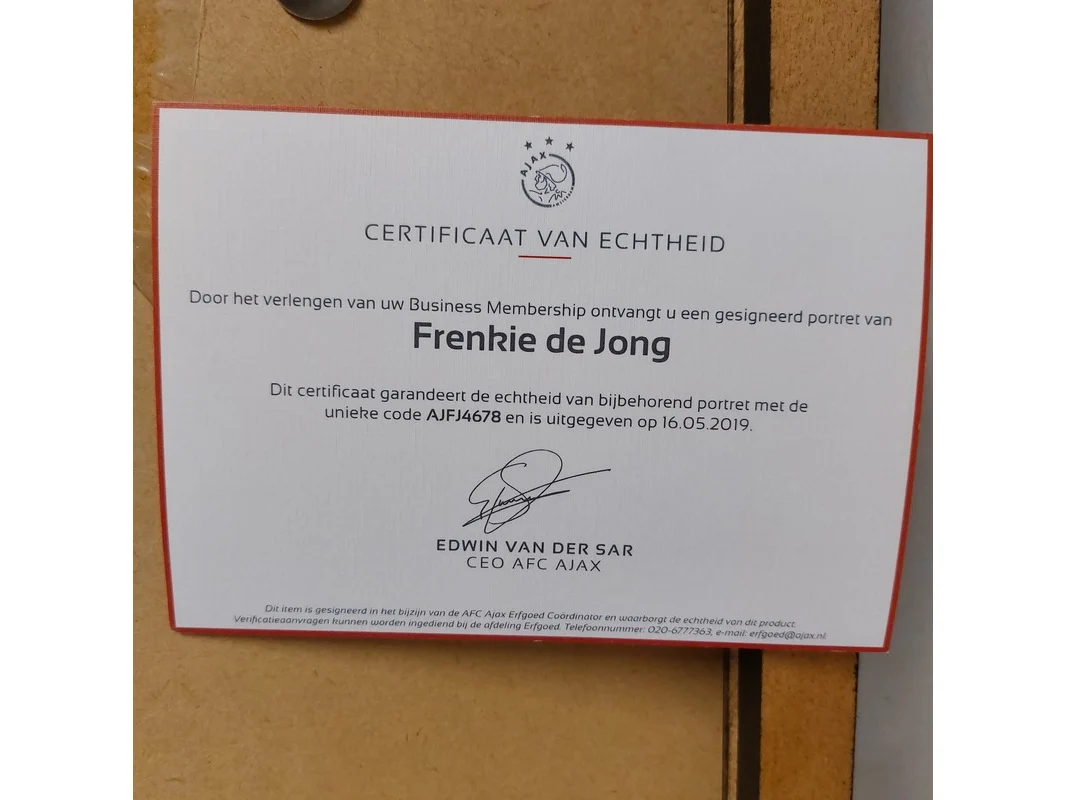 AJAX
AMSTERDAM
CERTIFICAAT VAN ECHTHEID
Door het verlengen van uw Business Membership ontvangt u een gesigneerd portret van
Frenkie de Jong
Dit certificaat garandeert de echtheid van bijbehorend portret met de
unieke code AJFJ4678 en is uitgegeven op 16.05.2019.
EDWIN VAN DER SAR
CEO AFC AJAX
Dit item is gesigneerd in het bijzijn van de AFC Ajax Erfgoed Coördinator en waarborgt de echtheid van dit product.
Verificatieaanvragen kunnen worden ingediend bij de afdeling Erfgoed. Telefoonnummer: 020-6777363, e-mail: erfgoed@ajax.nl